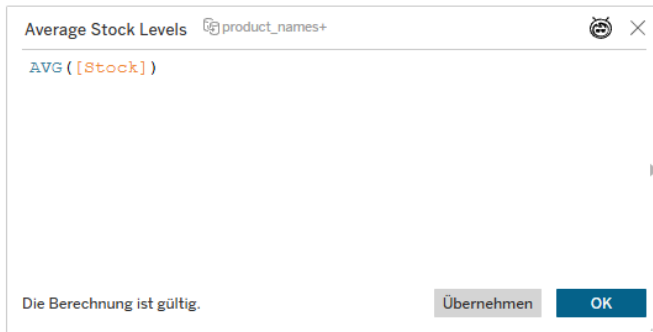 Average Stock Levels product_names+
AVG([Stock])
Die Berechnung ist gültig. Übernehmen OK